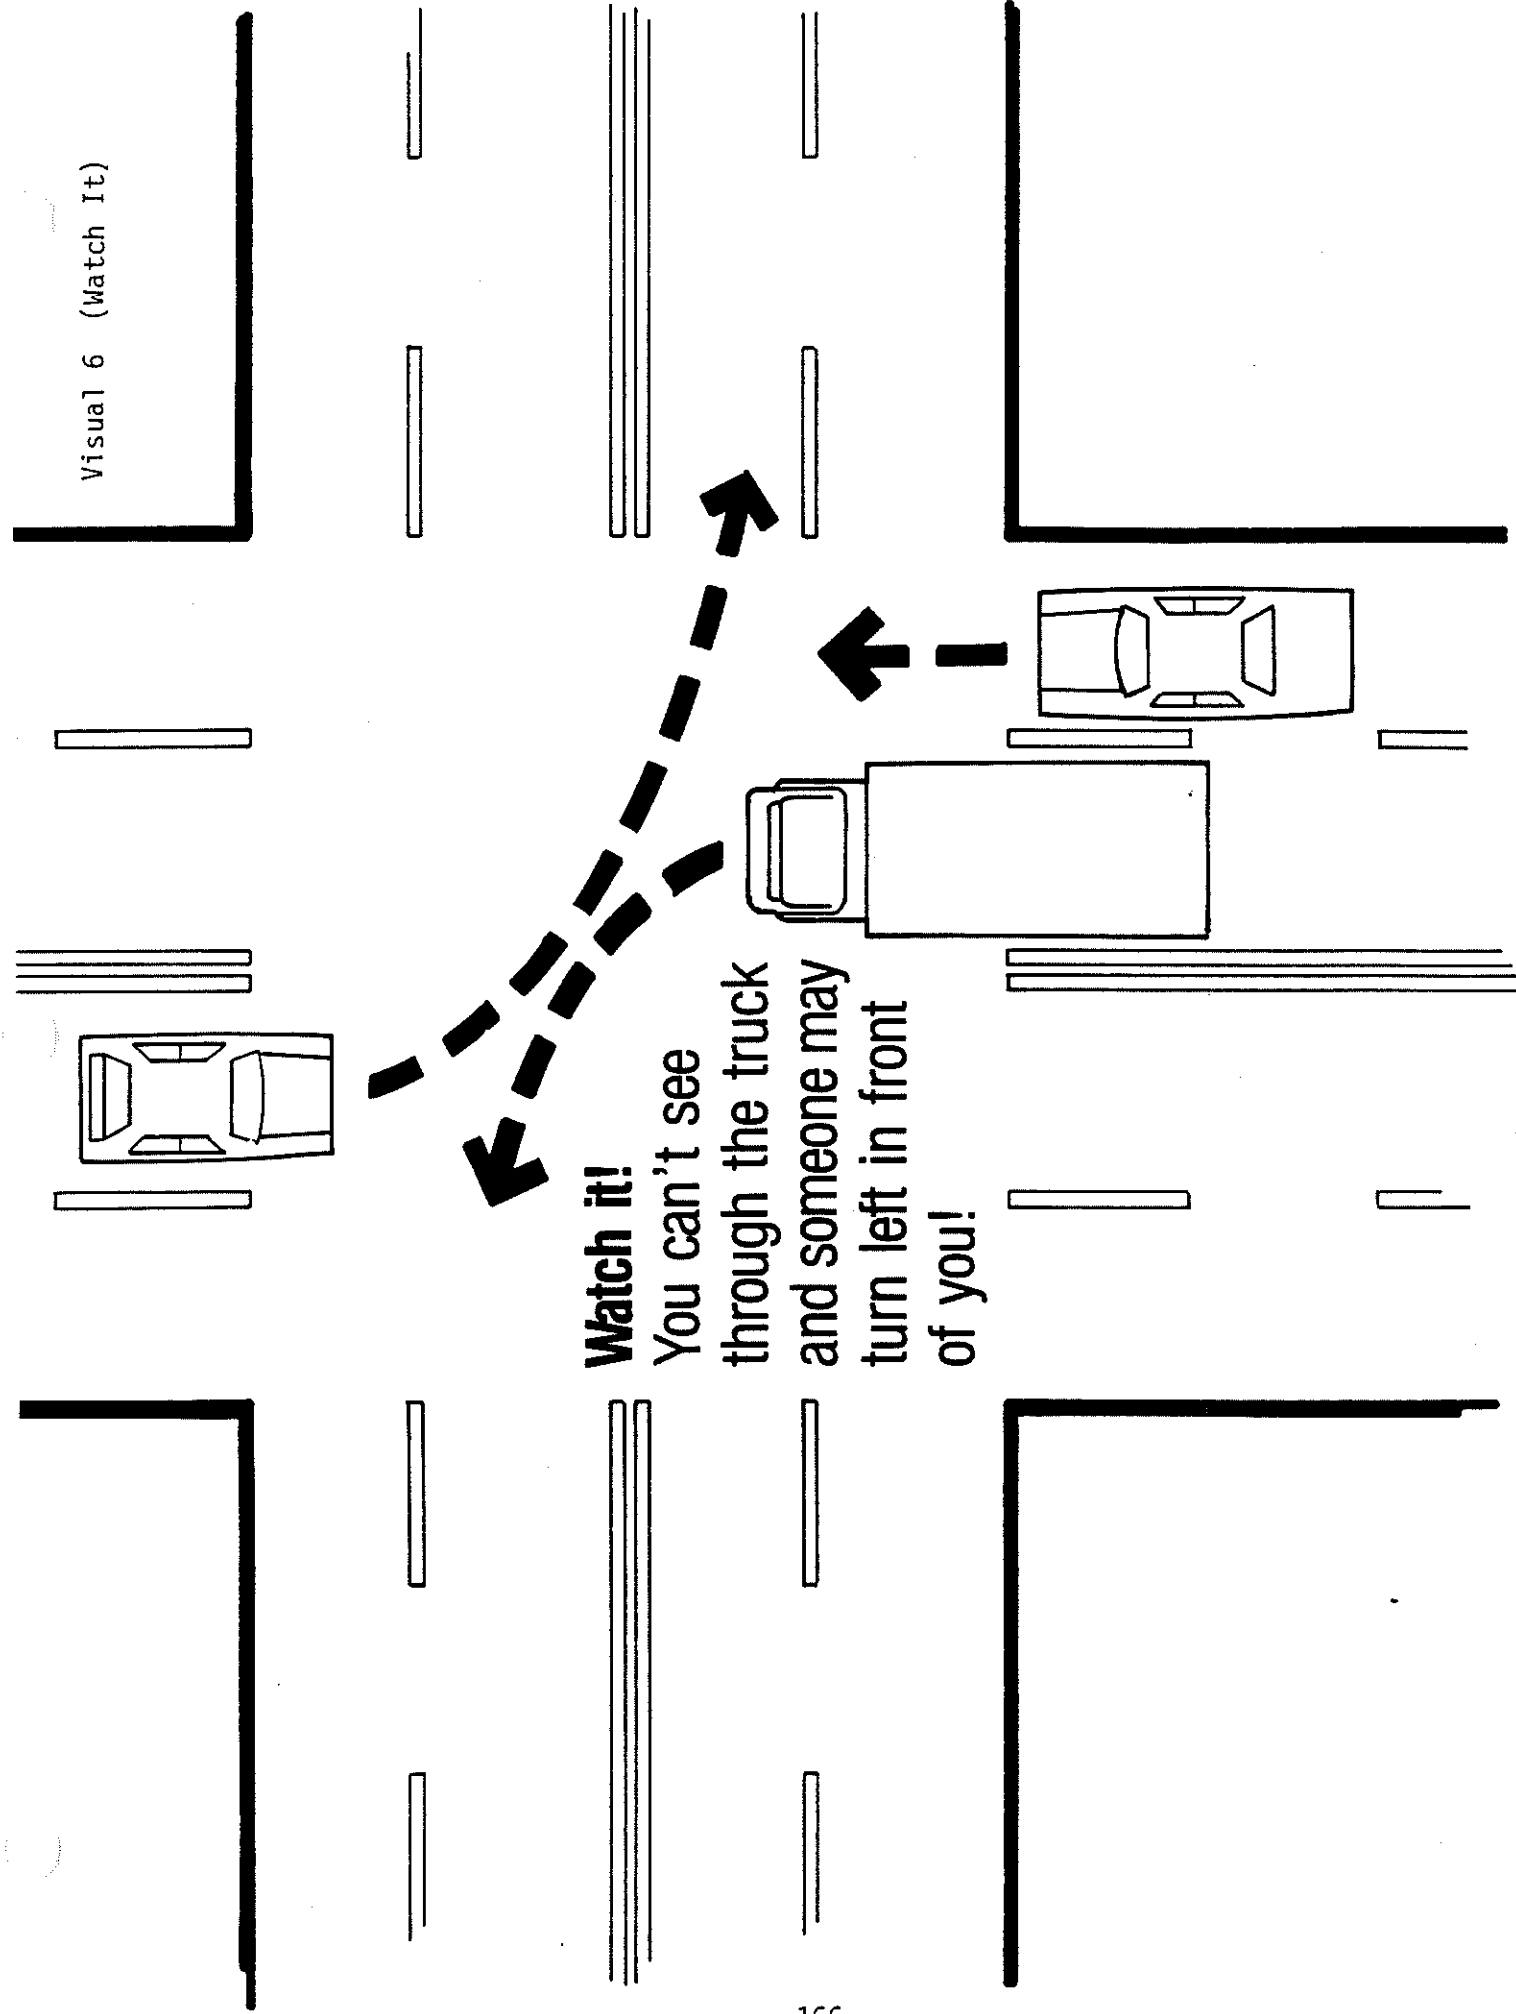 Visual 6 (Watch It)
Watch it!
You can't see
through the truck
and someone may
turn left in front
of you!